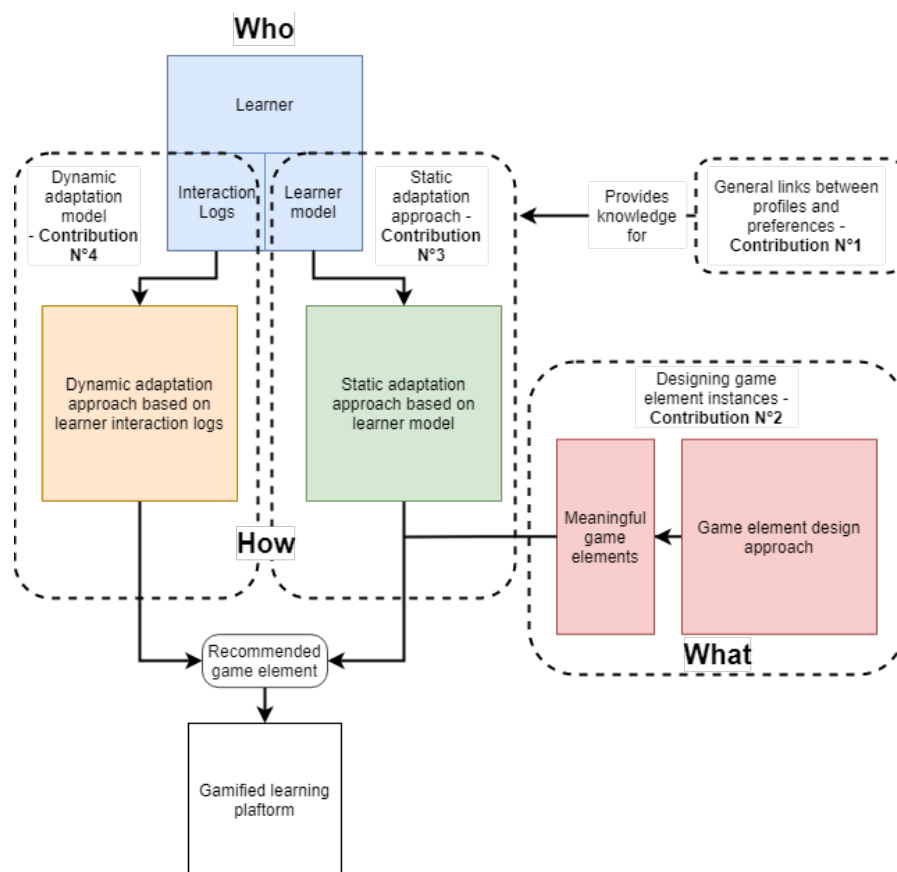 Who
Learner
Interaction
Logs
Learner
model
Dynamic
adaptation
model
- Contribution
N°4
Static
adaptation
approach -
Contribution
N°3
Provides
knowledge
for
General links between
profiles and
preferences -
Contribution N°1
Dynamic adaptation
approach based on
learner interaction logs
Static adaptation
approach based on
learner model
Designing game
element instances -
Contribution N°2
Meaningful
game
elements
Game element design
approach
How
What
Recommended
game element
Gamified learning
plaftorm